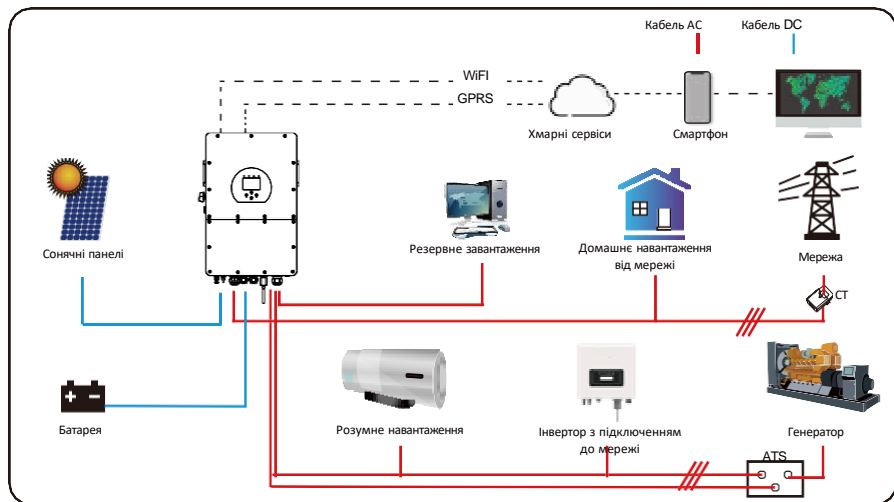 Кабель AC
Кабель DC
WiFI
GPRS
Хмарні сервіси
Смартфон
Сонячні панелі
Резервне завантаження
Домашнє навантаження
від мережі
Мережа
CT
Батарея
Розумне навантаження
Інвертор з підключенням
до мережі
Генератор
ATS